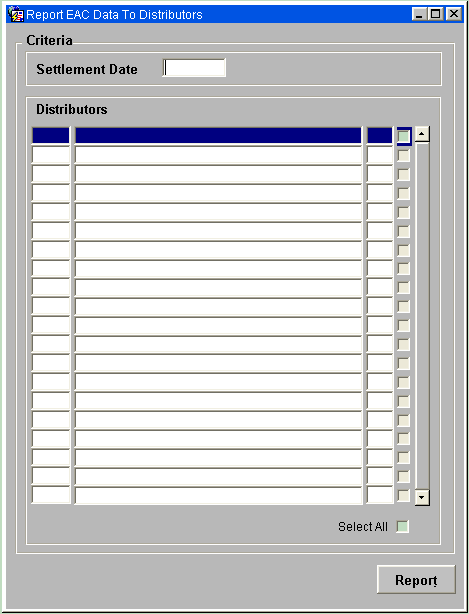 Report EAC Data To Distributors
Criteria
Settlement Date
Distributors
Select All
Report